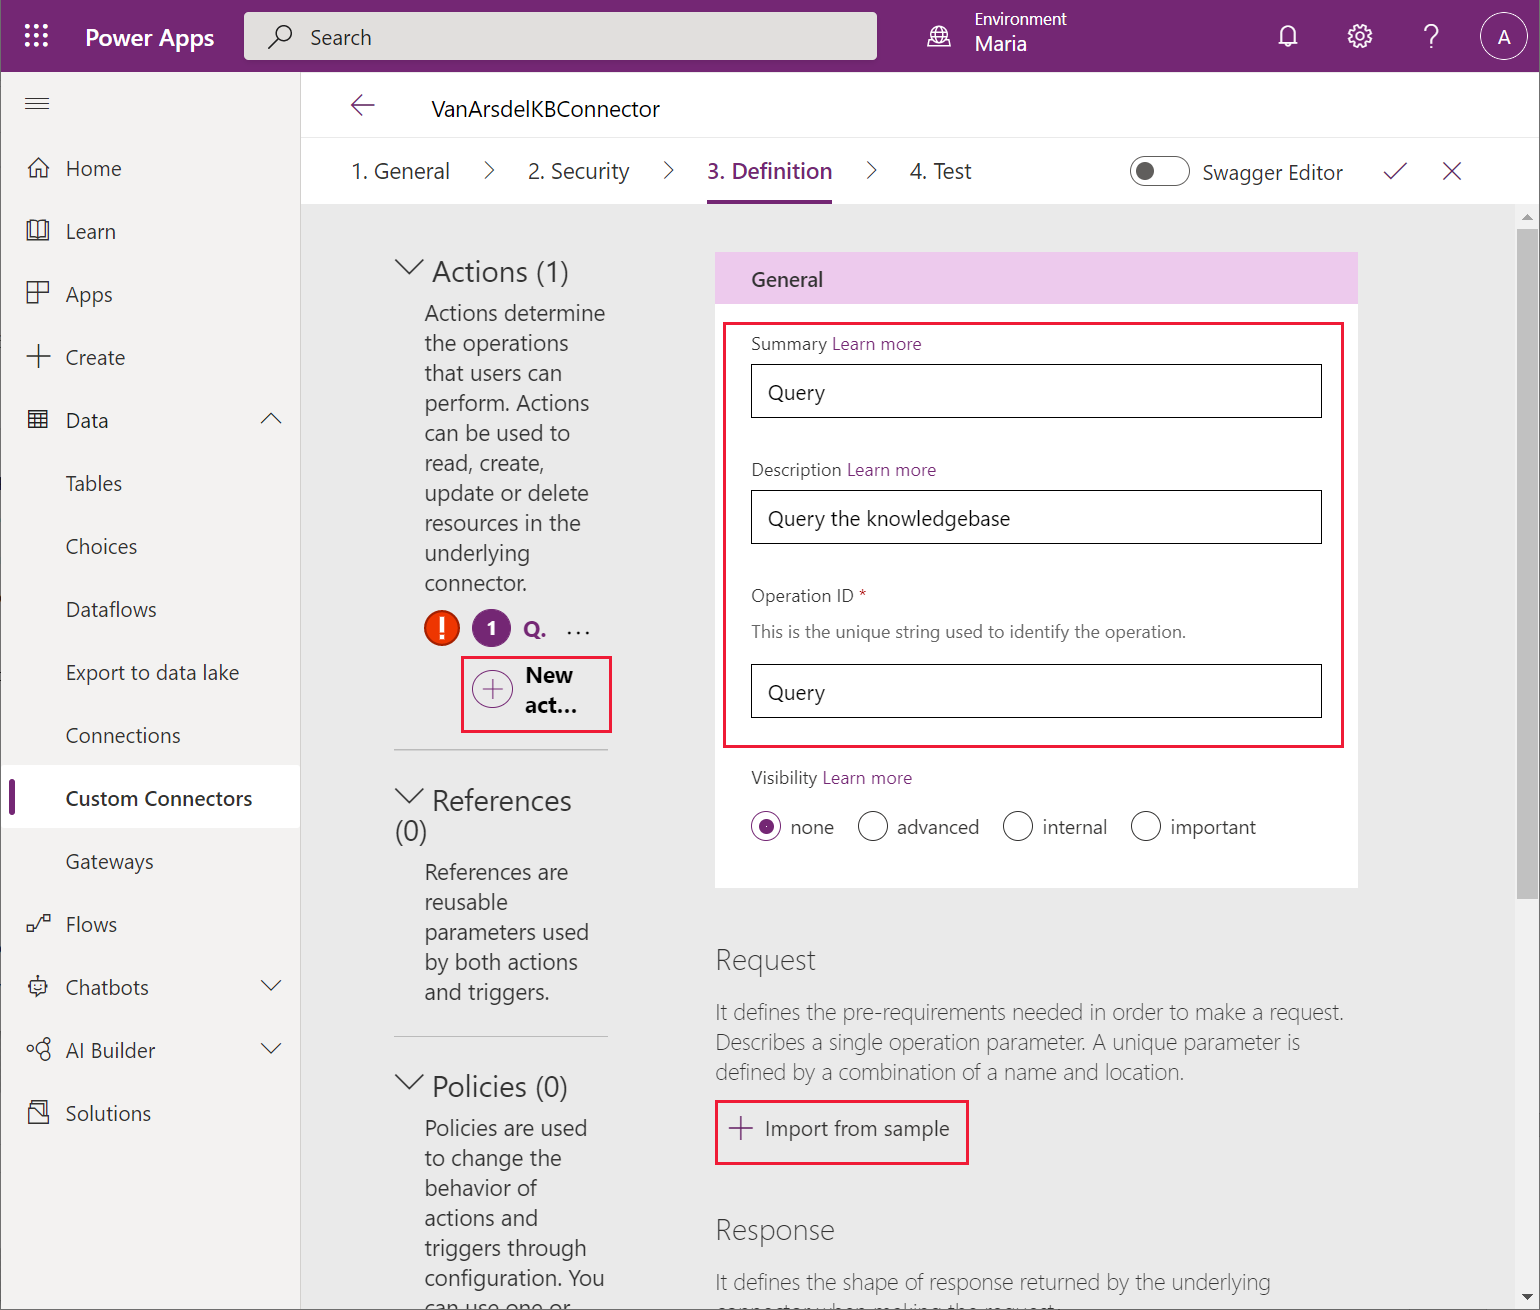 Power Apps
Search
Environment
Maria
?
A
VanArsdelKBConnector
1. General
2. Security
3. Definition
4. Test
Swagger Editor
Home
Learn
Apps
Create
Data
Tables
Choices
Dataflows
Export to data lake
Connections
Custom Connectors
Gateways
Flows
Chatbots
AI Builder
Solutions
Actions (1)
Actions determine
the operations
that users can
perform. Actions
can be used to
read, create,
update or delete
resources in the
underlying
connector.
! 1 Q. ...
New
act...
References
(0)
References are
reusable
parameters used
by both actions
and triggers.
Policies (0)
Policies are used
to change the
behavior of
actions and
triggers through
configuration. You
can use one or
General
Summary Learn more
Query
Description Learn more
Query the knowledgebase
Operation ID *
This is the unique string used to identify the operation.
Query
Visibility Learn more
none advanced internal important
Request
It defines the pre-requirements needed in order to make a request.
Describes a single operation parameter. A unique parameter is
defined by a combination of a name and location.
Import from sample
Response
It defines the shape of response returned by the underlying
connector when making the request.